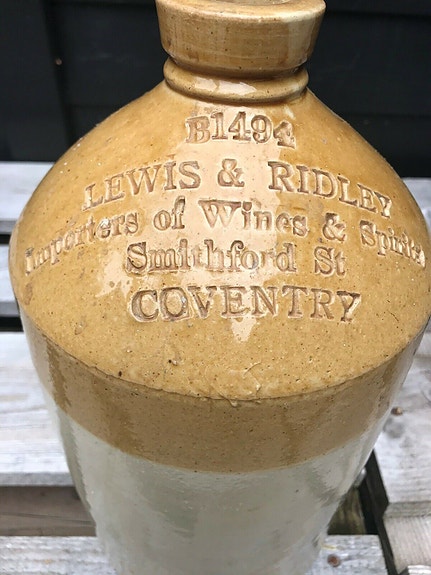 B1494
LEWIS & RIDLEY
Importers of Wines & Spirits
Smithford St
COVENTRY